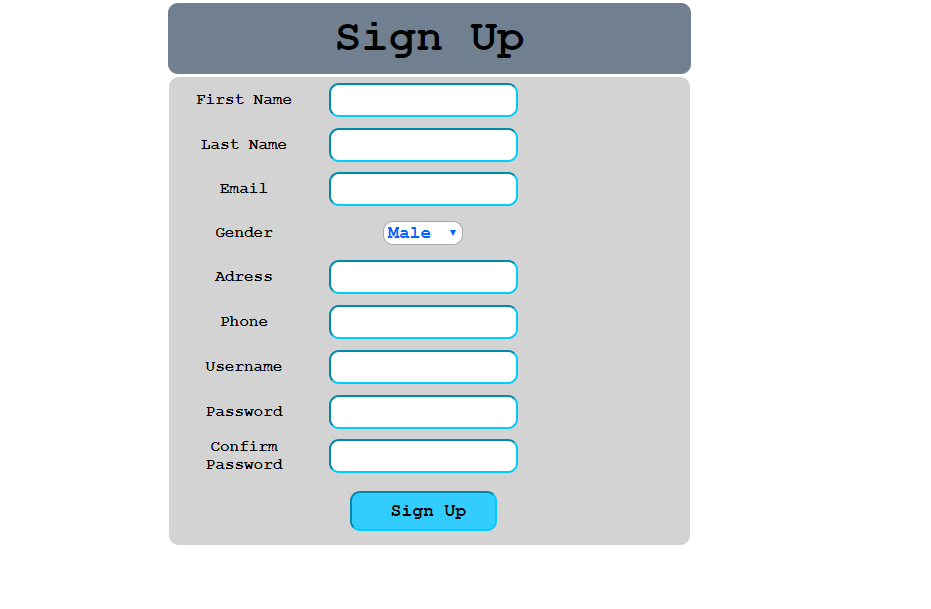 Sign Up
First Name
Last Name
Email
Gender
Male
Adress
Phone
Username
Password
Confirm
Password
Sign Up